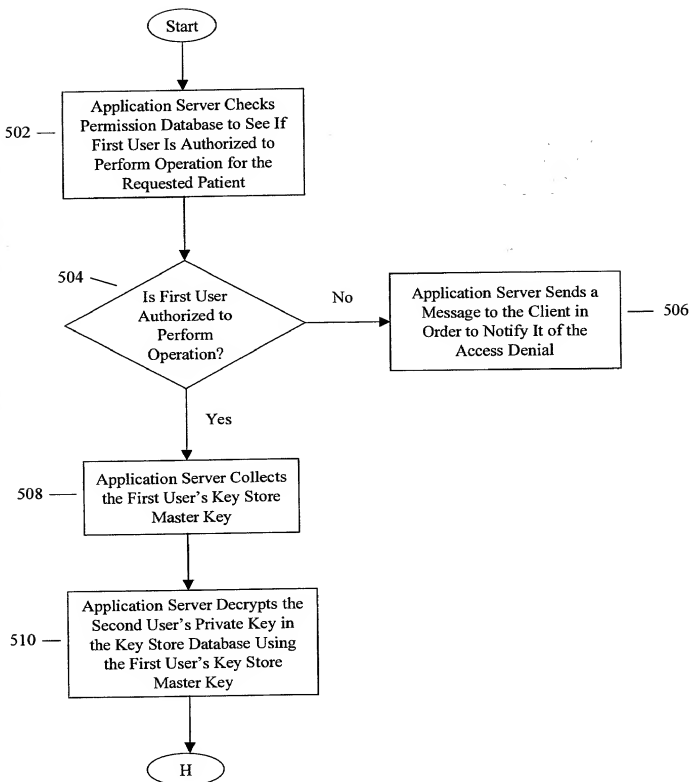 Start
502
Application Server Checks
Permission Database to See If
First User Is Authorized to
Perform Operation for the
Requested Patient
504
Is First User
Authorized to
Perform
Operation?
No
Application Server Sends a
Message to the Client in
Order to Notify It of the
Access Denial
506
Yes
508
Application Server Collects
the First User's Key Store
Master Key
510
Application Server Decrypts the
Second User's Private Key in
the Key Store Database Using
the First User's Key Store
Master Key
H